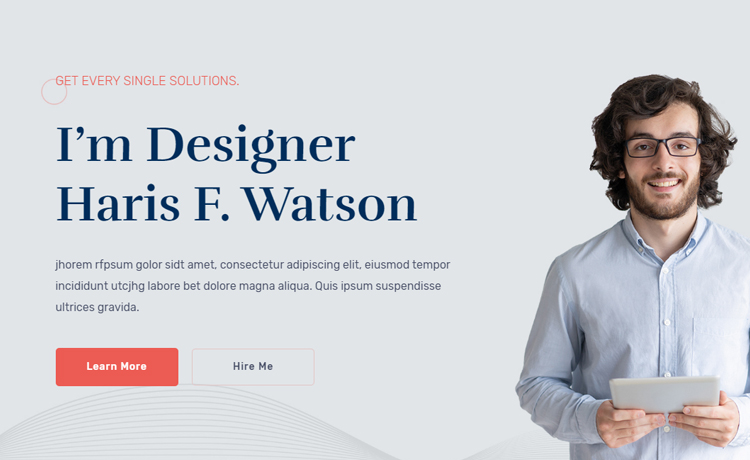 GET EVERY SINGLE SOLUTIONS.
I'm Designer
Haris F. Watson
jhorem rfpsum golor sidt amet, consectetur adipiscing elit, eiusmod tempor
incididunt utcjhg labore bet dolore magna aliqua. Quis ipsum suspendisse
ultrices gravida.
Learn More
Hire Me